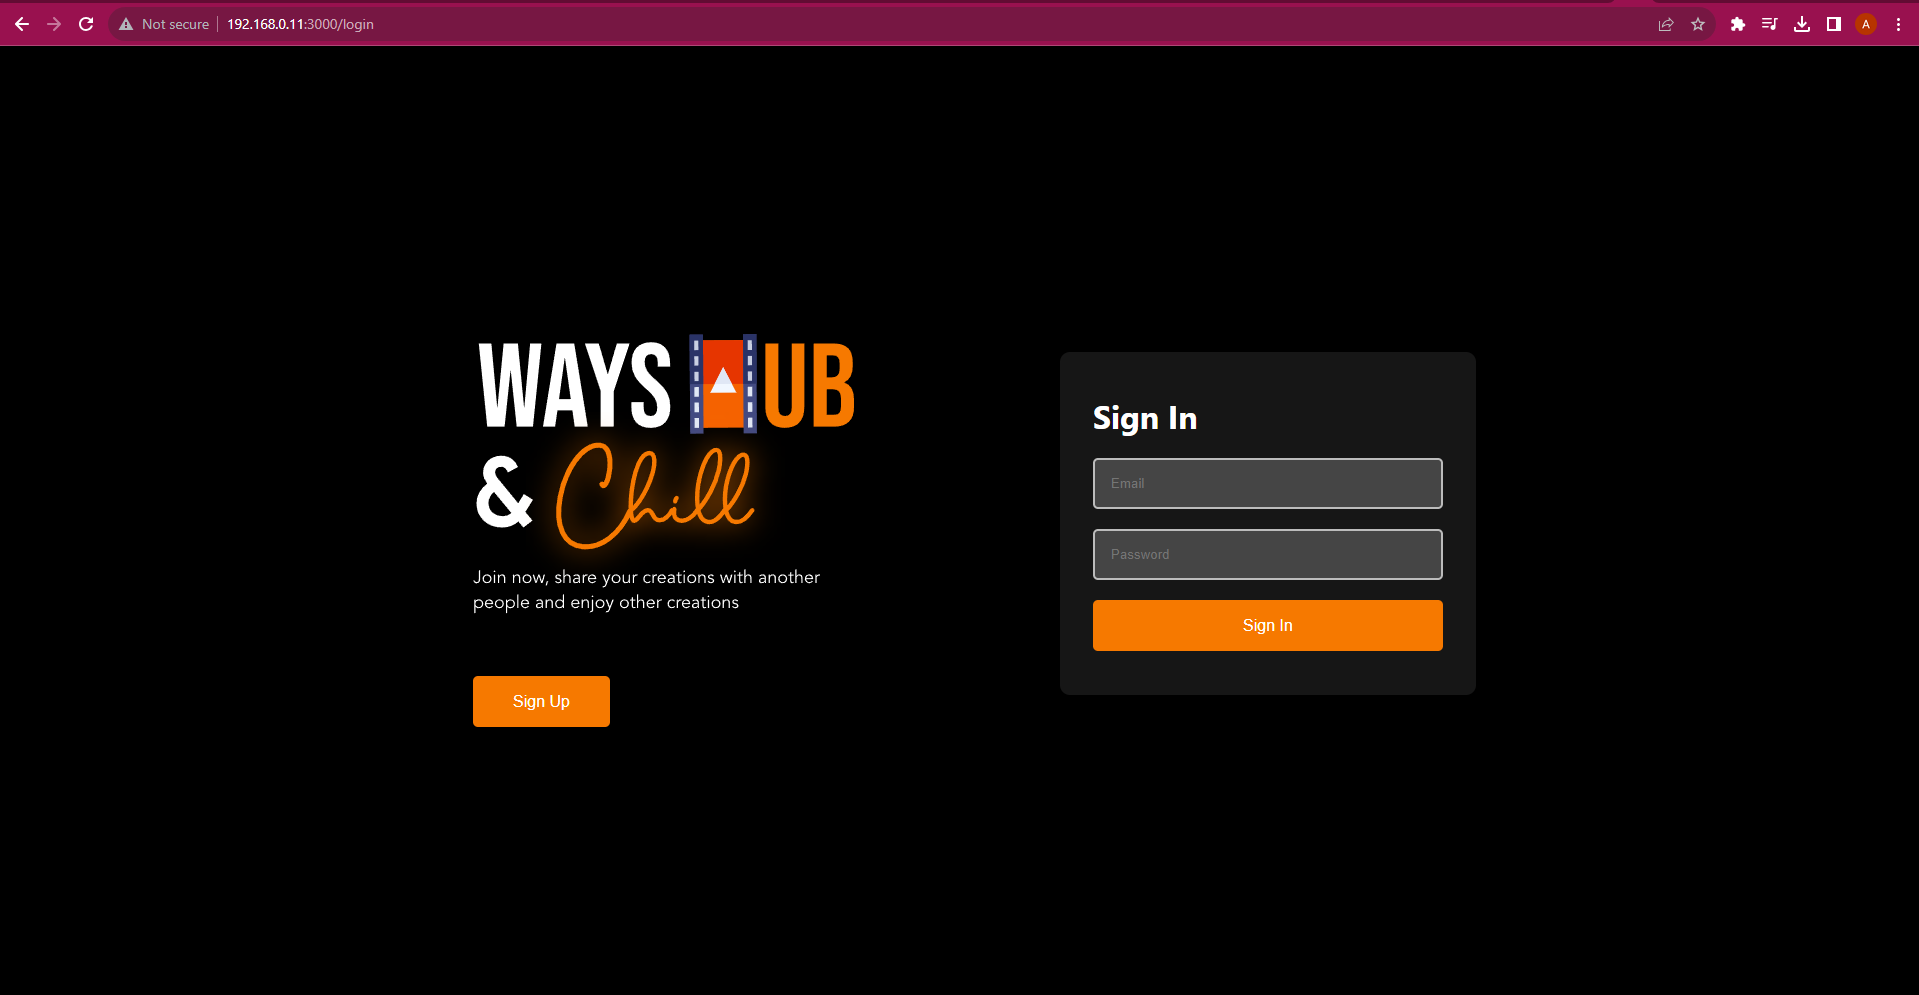 Not secure
192.168.0.11:3000/login
A
WAYS HUB
& Chill
Join now, share your creations with another
people and enjoy other creations
Sign Up
Sign In
Email
Password
Sign In